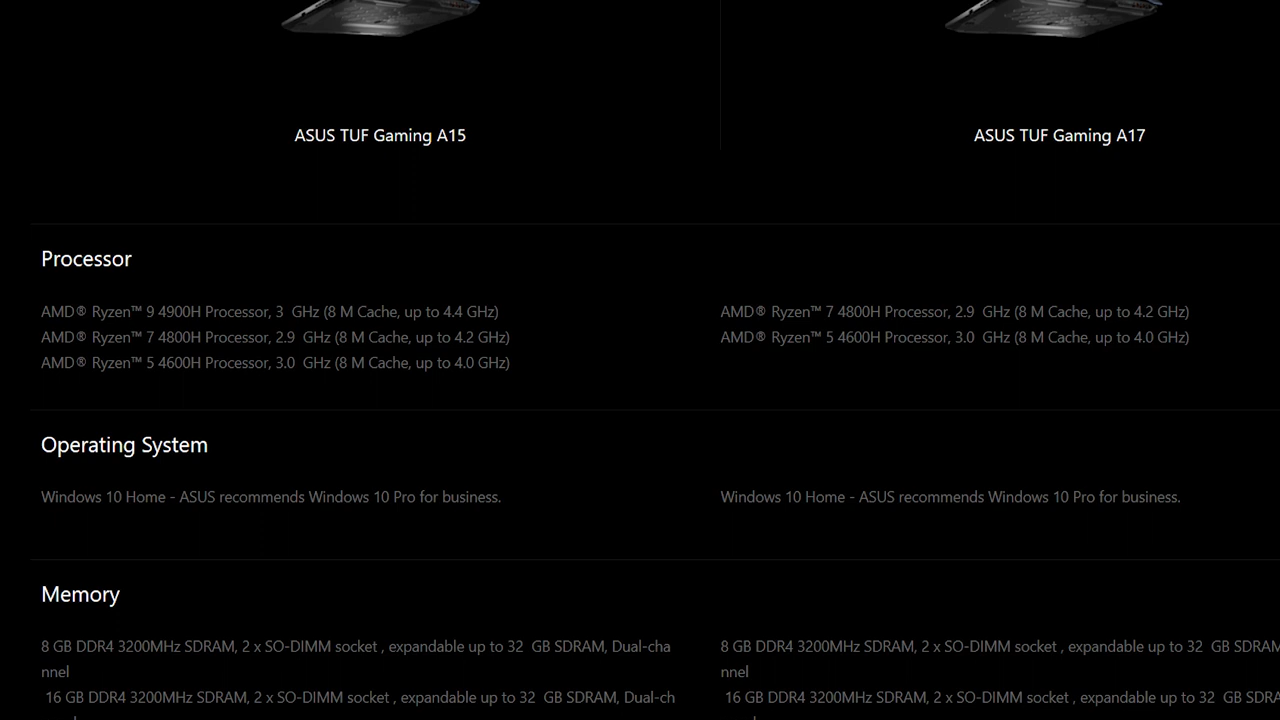 ASUS TUF Gaming A15
ASUS TUF Gaming A17
Processor
AMD® Ryzen™ 9 4900H Processor, 3  GHz (8 M Cache, up to 4.4 GHz)
AMD® Ryzen™ 7 4800H Processor, 2.9  GHz (8 M Cache, up to 4.2 GHz)
AMD® Ryzen™ 5 4600H Processor, 3.0  GHz (8 M Cache, up to 4.0 GHz)
AMD® Ryzen™ 7 4800H Processor, 2.9  GHz (8 M Cache, up to 4.2 GHz)
AMD® Ryzen™ 5 4600H Processor, 3.0  GHz (8 M Cache, up to 4.0 GHz)
Operating System
Windows 10 Home - ASUS recommends Windows 10 Pro for business.
Windows 10 Home - ASUS recommends Windows 10 Pro for business.
Memory
8 GB DDR4 3200MHz SDRAM, 2 x SO-DIMM socket , expandable up to 32  GB SDRAM, Dual-cha
nnel
16 GB DDR4 3200MHz SDRAM, 2 x SO-DIMM socket , expandable up to 32  GB SDRAM, Dual-ch
8 GB DDR4 3200MHz SDRAM, 2 x SO-DIMM socket , expandable up to 32  GB SDRAM
nnel
16 GB DDR4 3200MHz SDRAM, 2 x SO-DIMM socket , expandable up to 32  GB SDRA